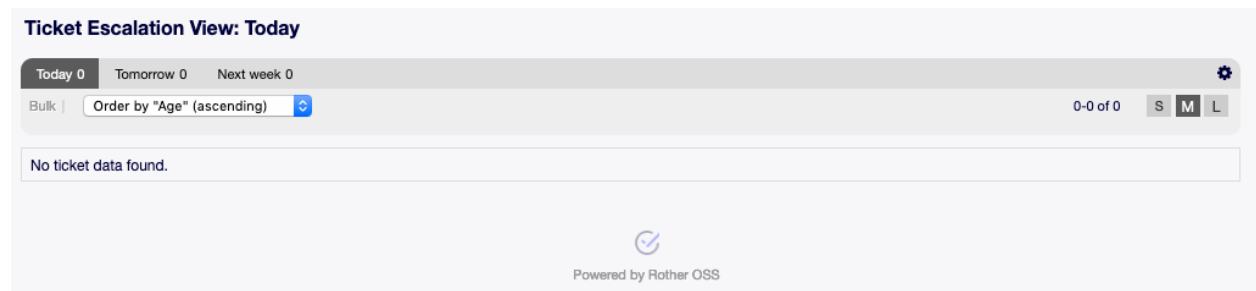 Ticket Escalation View: Today
Today 0 Tomorrow 0 Next week 0
Bulk | Order by "Age" (ascending) 0-0 of 0 S M L
No ticket data found.
Powered by Rother OSS